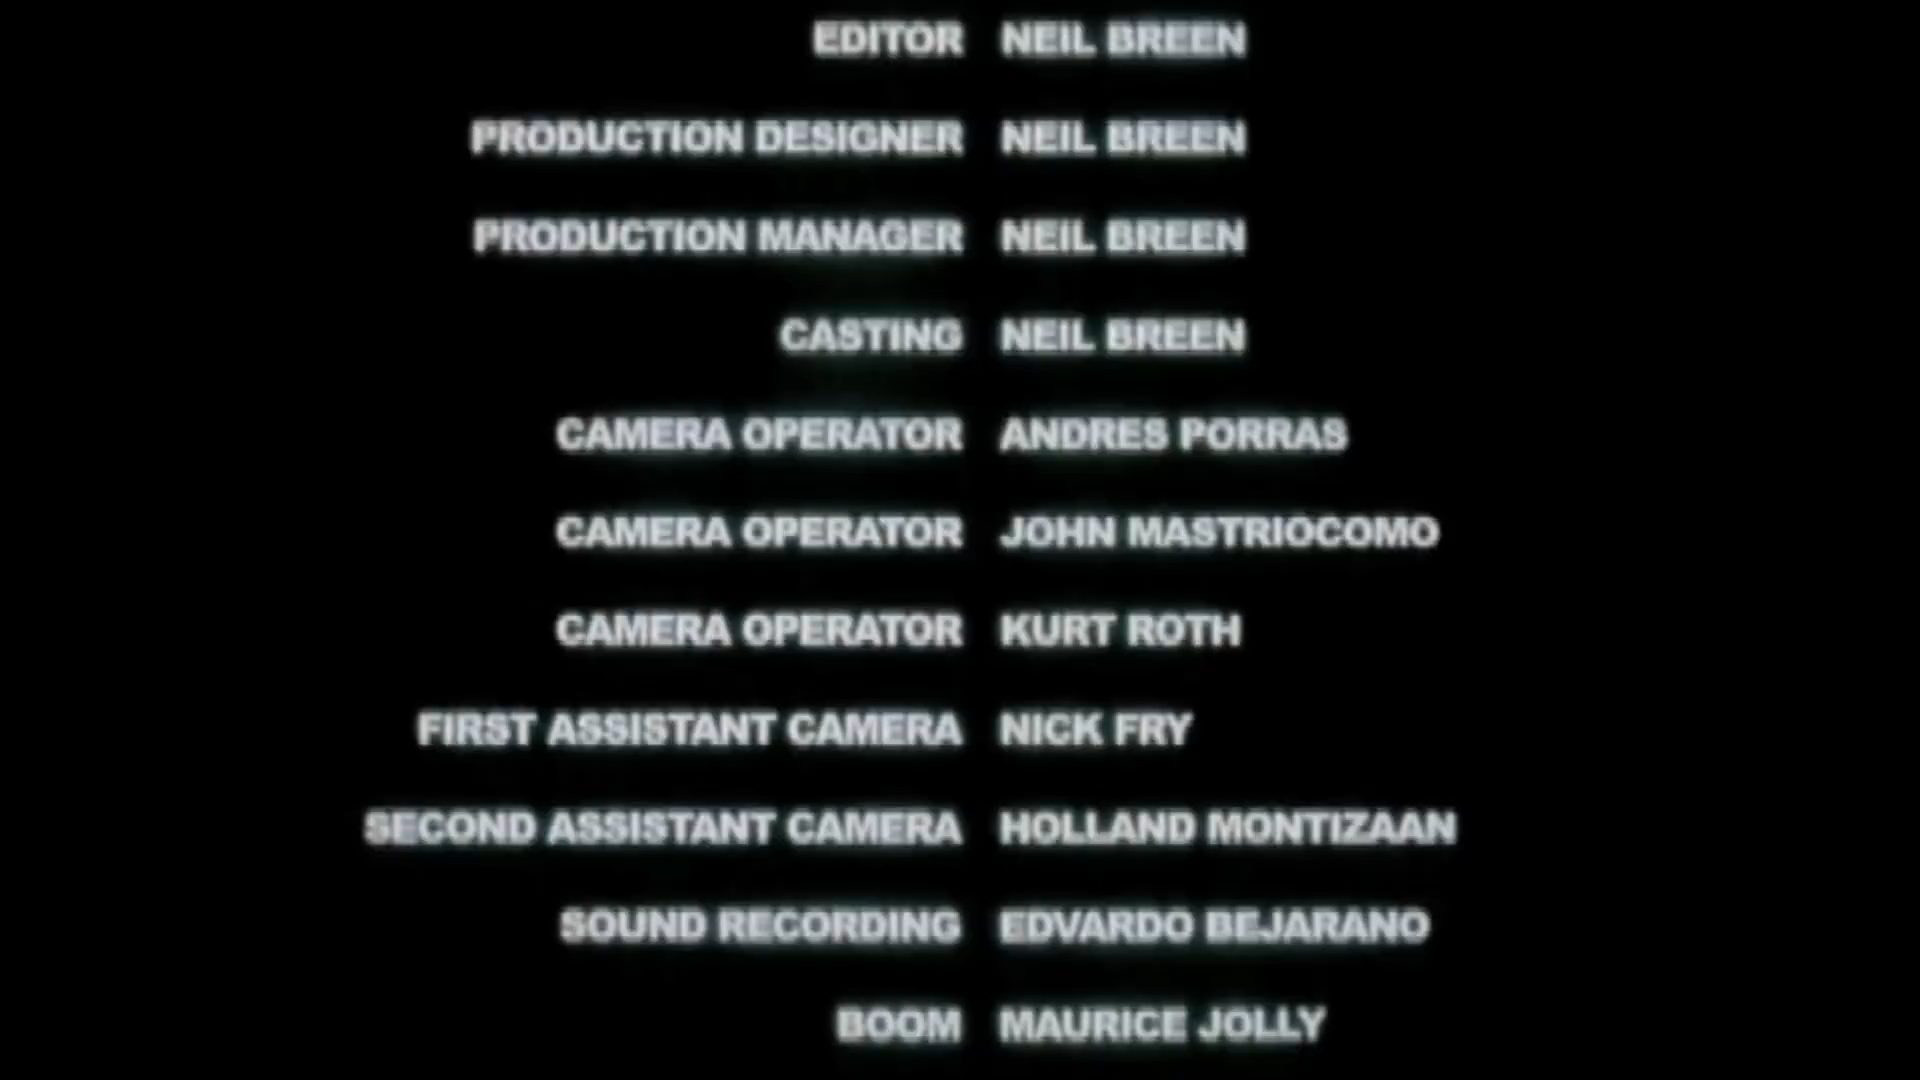 EDITOR NEIL BREEN
PRODUCTION DESIGNER NEIL BREEN
PRODUCTION MANAGER NEIL BREEN
CASTING NEIL BREEN
CAMERA OPERATOR ANDRES PORRAS
CAMERA OPERATOR JOHN MASTRIOCOMO
CAMERA OPERATOR KURT ROTH
FIRST ASSISTANT CAMERA NICK FRY
SECOND ASSISTANT CAMERA HOLLAND MONTIZAAN
SOUND RECORDING EDVARDO BEJARANO
BOOM MAURICE JOLLY